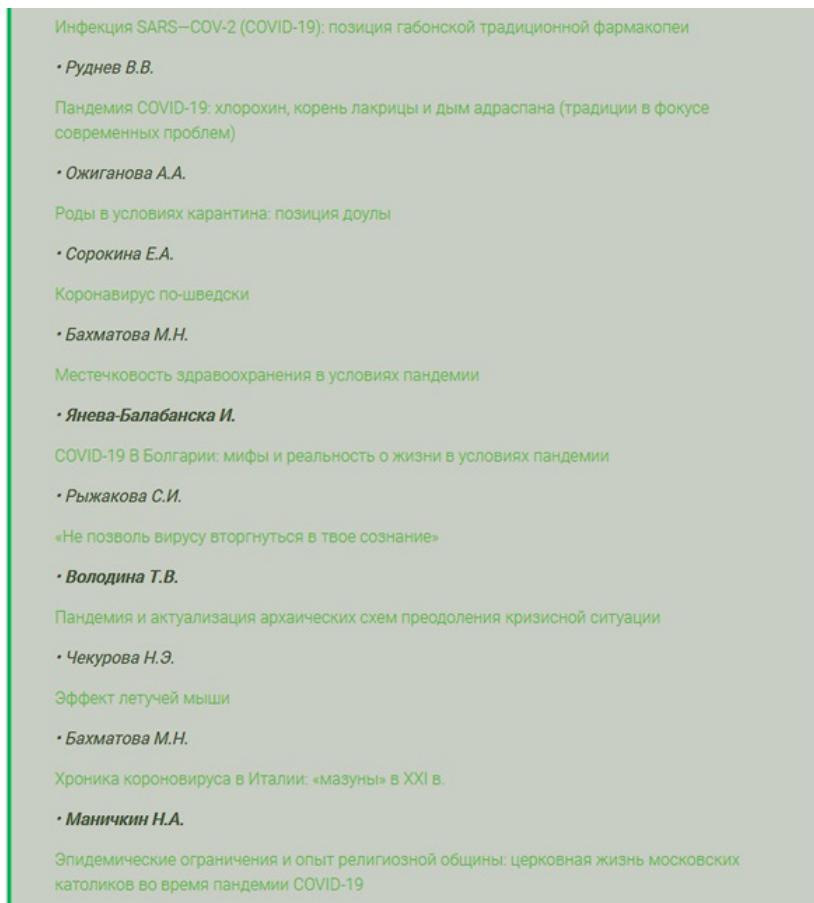 Инфекция SARS—COV-2 (COVID-19): позиция габонской традиционной фармакопеи
• Руднев В.В.
Пандемия COVID-19: хлорохин, корень лакрицы и дым адраспана (традиции в фокусе
современных проблем)
• Ожиганова А.А.
Роды в условиях карантина: позиция доулы
• Сорокина Е.А.
Коронавирус по-шведски
• Бахматова М.Н.
Местечковость здравоохранения в условиях пандемии
• Янева-Балабанска И.
COVID-19 В Болгарии: мифы и реальность о жизни в условиях пандемии
• Рыжакова С.И.
«Не позволь вирусу вторгнуться в твое сознание»
• Володина Т.В.
Пандемия и актуализация архаических схем преодоления кризисной ситуации
• Чекурова Н.Э.
Эффект летучей мыши
• Бахматова М.Н.
Хроника короновируса в Италии: «мазуны» в XXI в.
• Маничкин Н.А.
Эпидемические ограничения и опыт религиозной общины: церковная жизнь московских
католиков во время пандемии COVID-19